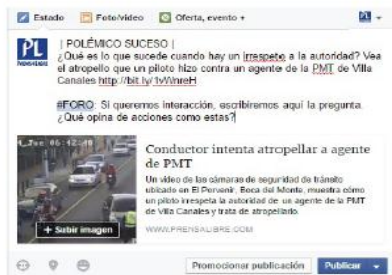 Estado Foto/video Oferta, evento +
PL
| POLÉMICO SUCESO |
¿Qué es lo que sucede cuando hay un irrespeto a la autoridad? Vea
el atropello que un piloto hizo contra un agente de la PMT de Villa
Canales http://bit.ly/1vWnreH
#FORO: Si queremos interacción, escribiremos aquí la pregunta.
¿Qué opina de acciones como estas?
Conductor intenta atropellar a agente
de PMT
Un video de las cámaras de seguridad de tránsito
ubicado en El Porvenir, Boca del Monte, muestra cómo
un piloto irrespeta la autoridad de un agente de la PMT
de Villa Canales y trata de atropellarlo.
WWW.PRENSALIBRE.COM
+ Subir imagen
Promocionar publicación Publicar